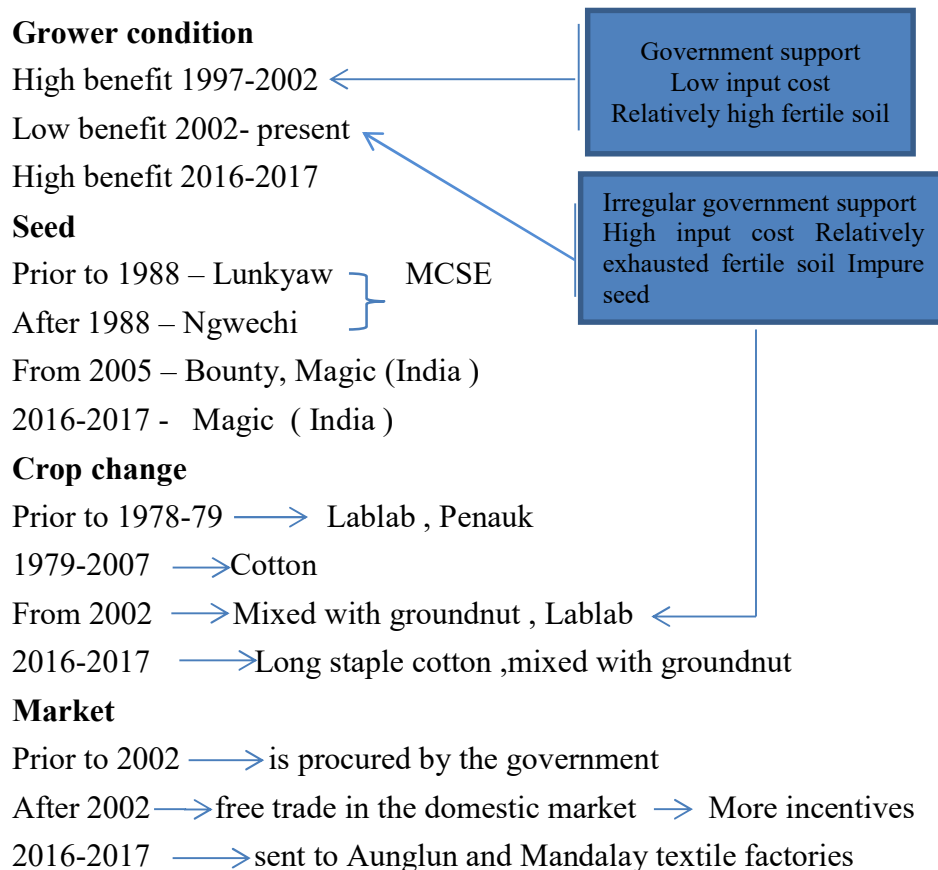 Grower condition
High benefit 1997-2002
Low benefit 2002- present
High benefit 2016-2017
Government support
Low input cost
Relatively high fertile soil
Irregular government support
High input cost Relatively
exhausted fertile soil Impure
seed
Seed
Prior to 1988 – Lunkyaw
MCSE
After 1988 – Ngwechi
From 2005 – Bounty, Magic (India )
2016-2017 - Magic ( India )
Crop change
Prior to 1978-79 Lablab , Penauk
1979-2007 Cotton
From 2002 Mixed with groundnut , Lablab
2016-2017 Long staple cotton ,mixed with groundnut
Market
Prior to 2002 is procured by the government
After 2002 free trade in the domestic market More incentives
2016-2017 sent to Aunglun and Mandalay textile factories